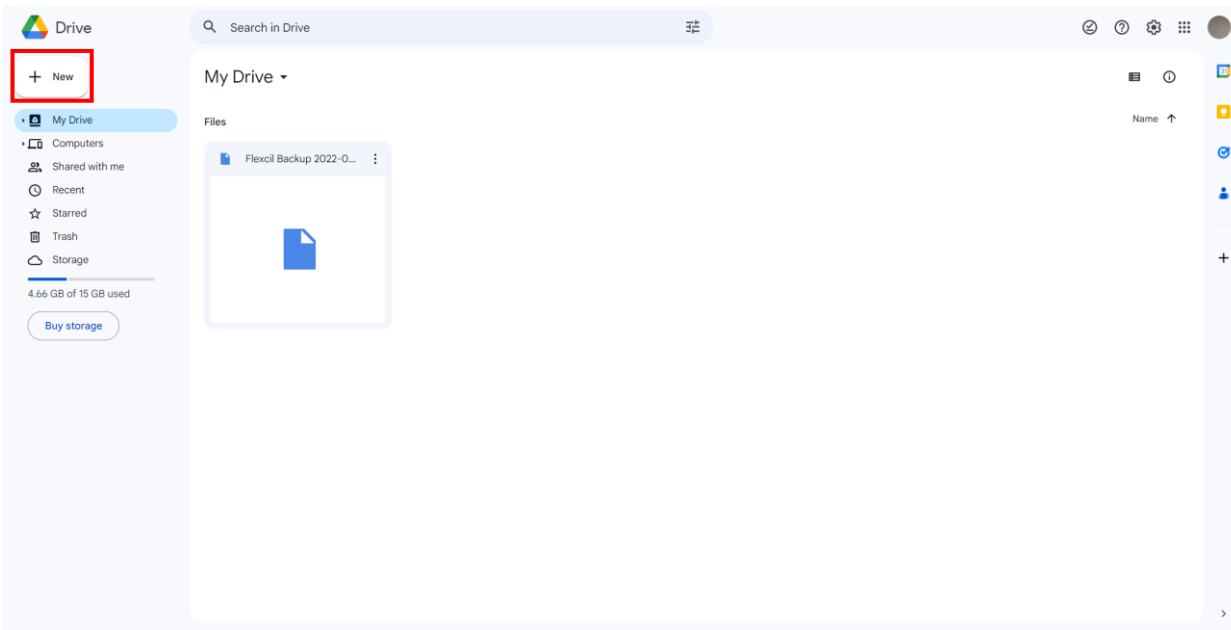 Drive
Search in Drive
New
My Drive
Computers
Shared with me
Recent
Starred
Trash
Storage
4.66 GB of 15 GB used
Buy storage
My Drive
Files
Name
Flexcil Backup 2022-0...